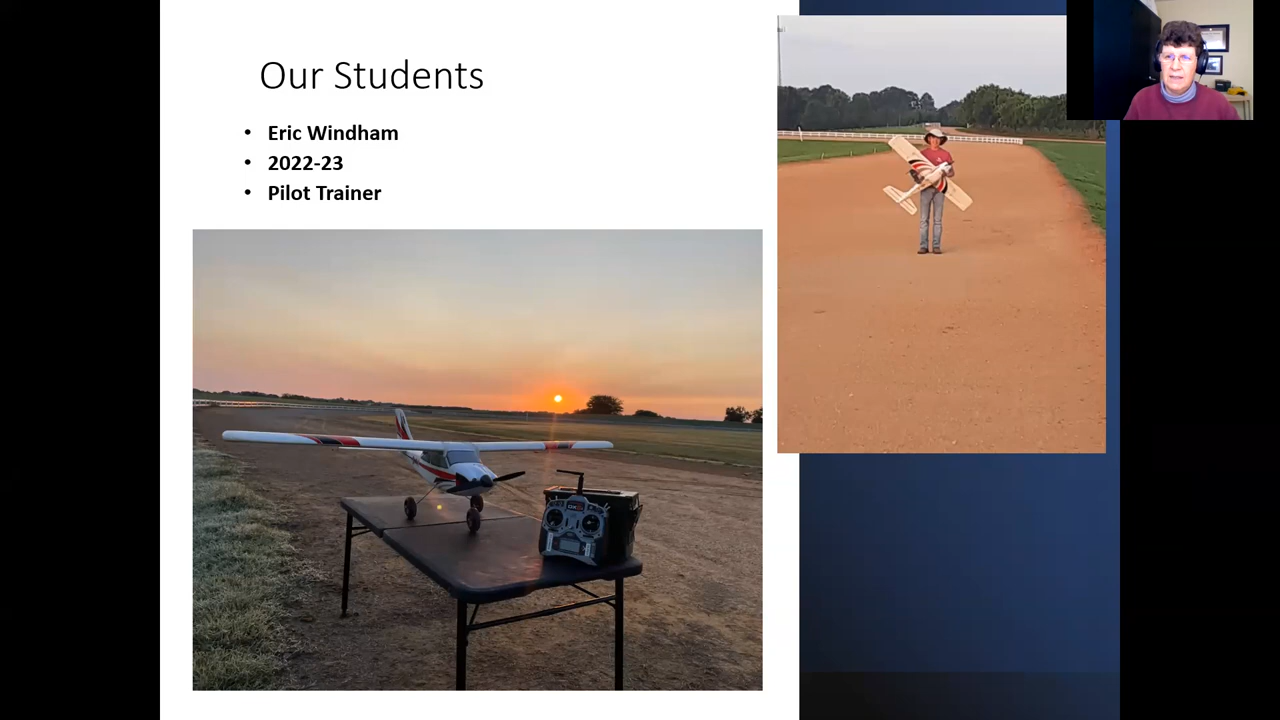 Our Students
• Eric Windham
• 2022-23
• Pilot Trainer